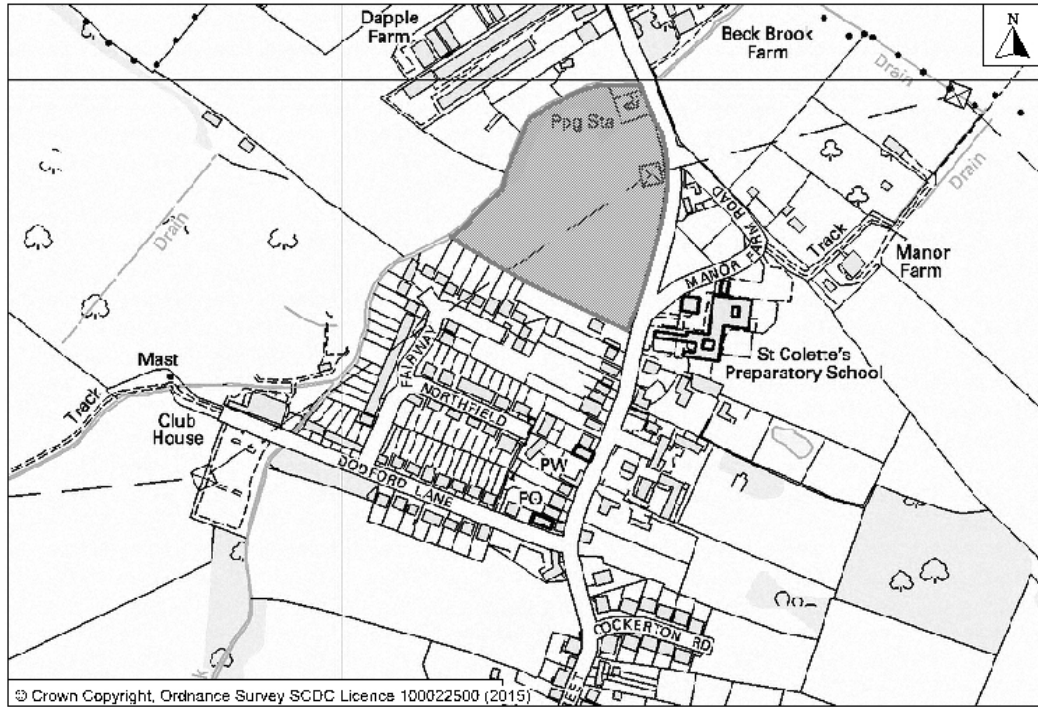 Dapple
Farm
Beck Brook
Farm
N
Drain
Ppg Sta
Drain
Drain
MANOR FARM ROAD
Track
Manor
Farm
St Colette's
Preparatory School
Mast
Track
Club
House
FAIRWAY
NORTHFIELD
DODFORD LANE
PW
PO
COCKERTON RD
REET
k
© Crown Copyright, Ordnance Survey SCDC Licence 100022500 (2015)